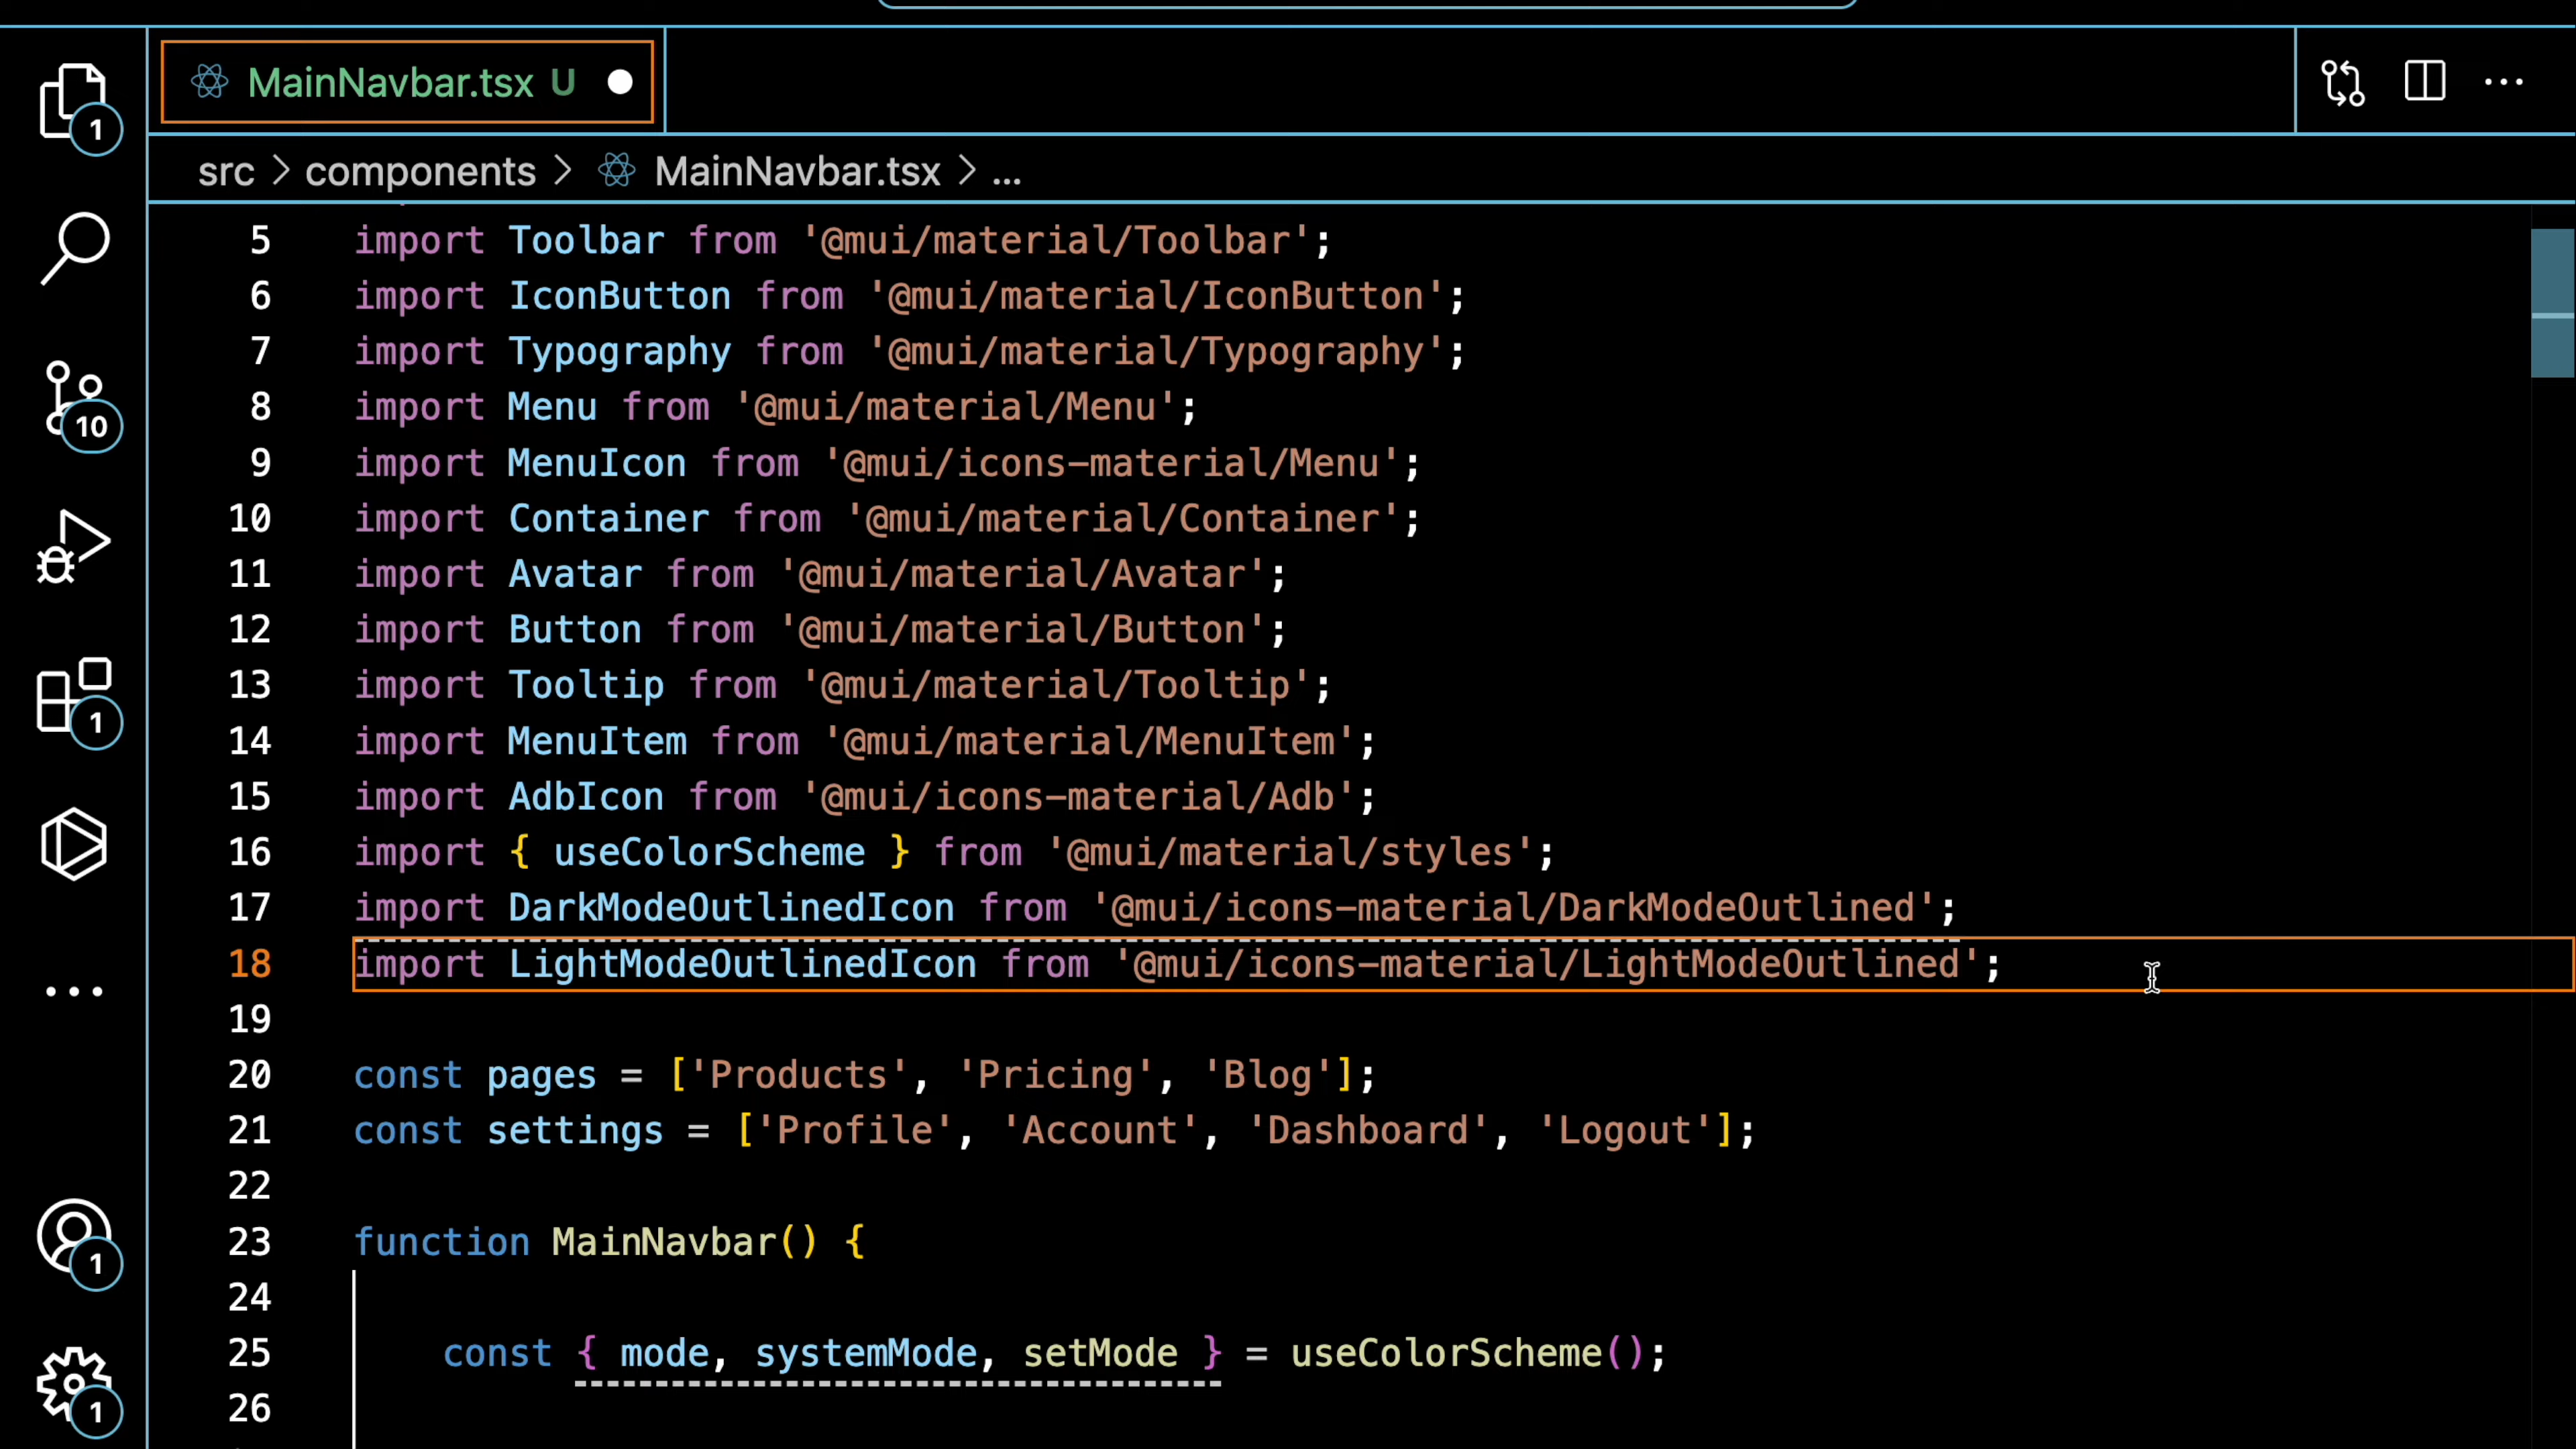 MainNavbar.tsx U
src > components > MainNavbar.tsx > ...
1
10
1
1
1
5 import Toolbar from '@mui/material/Toolbar';
6 import IconButton from '@mui/material/IconButton';
7 import Typography from '@mui/material/Typography';
8 import Menu from '@mui/material/Menu';
9 import MenuIcon from '@mui/icons-material/Menu';
10 import Container from '@mui/material/Container';
11 import Avatar from '@mui/material/Avatar';
12 import Button from '@mui/material/Button';
13 import Tooltip from '@mui/material/Tooltip';
14 import MenuItem from '@mui/material/MenuItem';
15 import AdbIcon from '@mui/icons-material/Adb';
16 import { useColorScheme } from '@mui/material/styles';
17 import DarkModeOutlinedIcon from '@mui/icons-material/DarkModeOutlined';
18 import LightModeOutlinedIcon from '@mui/icons-material/LightModeOutlined';
19
20 const pages = ['Products', 'Pricing', 'Blog'];
21 const settings = ['Profile', 'Account', 'Dashboard', 'Logout'];
22
23 function MainNavbar() {
24
25 const { mode, systemMode, setMode } = useColorScheme();
26